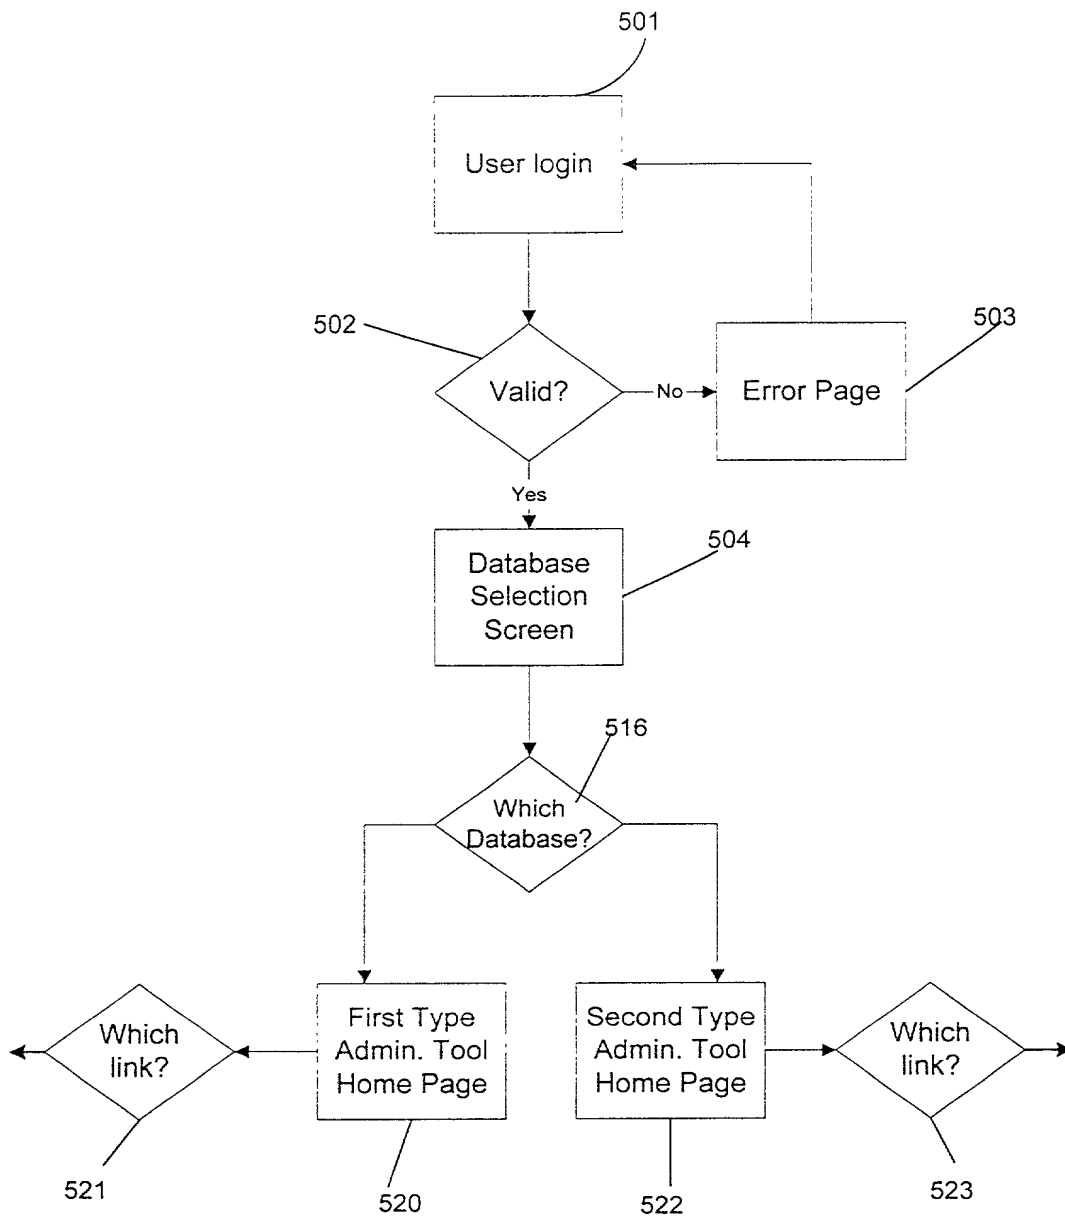 501
User login
502
503
Valid?
No
Error Page
Yes
504
Database
Selection
Screen
516
Which
Database?
Which
link?
First Type
Admin. Tool
Home Page
Second Type
Admin. Tool
Home Page
Which
link?
521
520
522
523